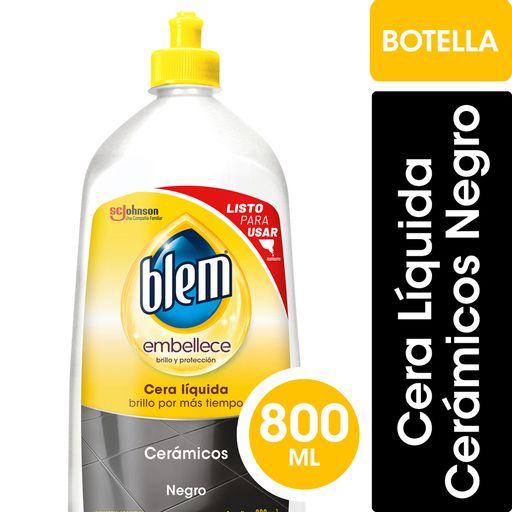 BOTELLA
Cera Líquida
Cerámicos Negro
SC Johnson
Una Compañía Familiar
LISTO
PARA
USAR
blem
embellece
brillo y protección
Cera líquida
brillo por más tiempo
Cerámicos
Negro
800
ML